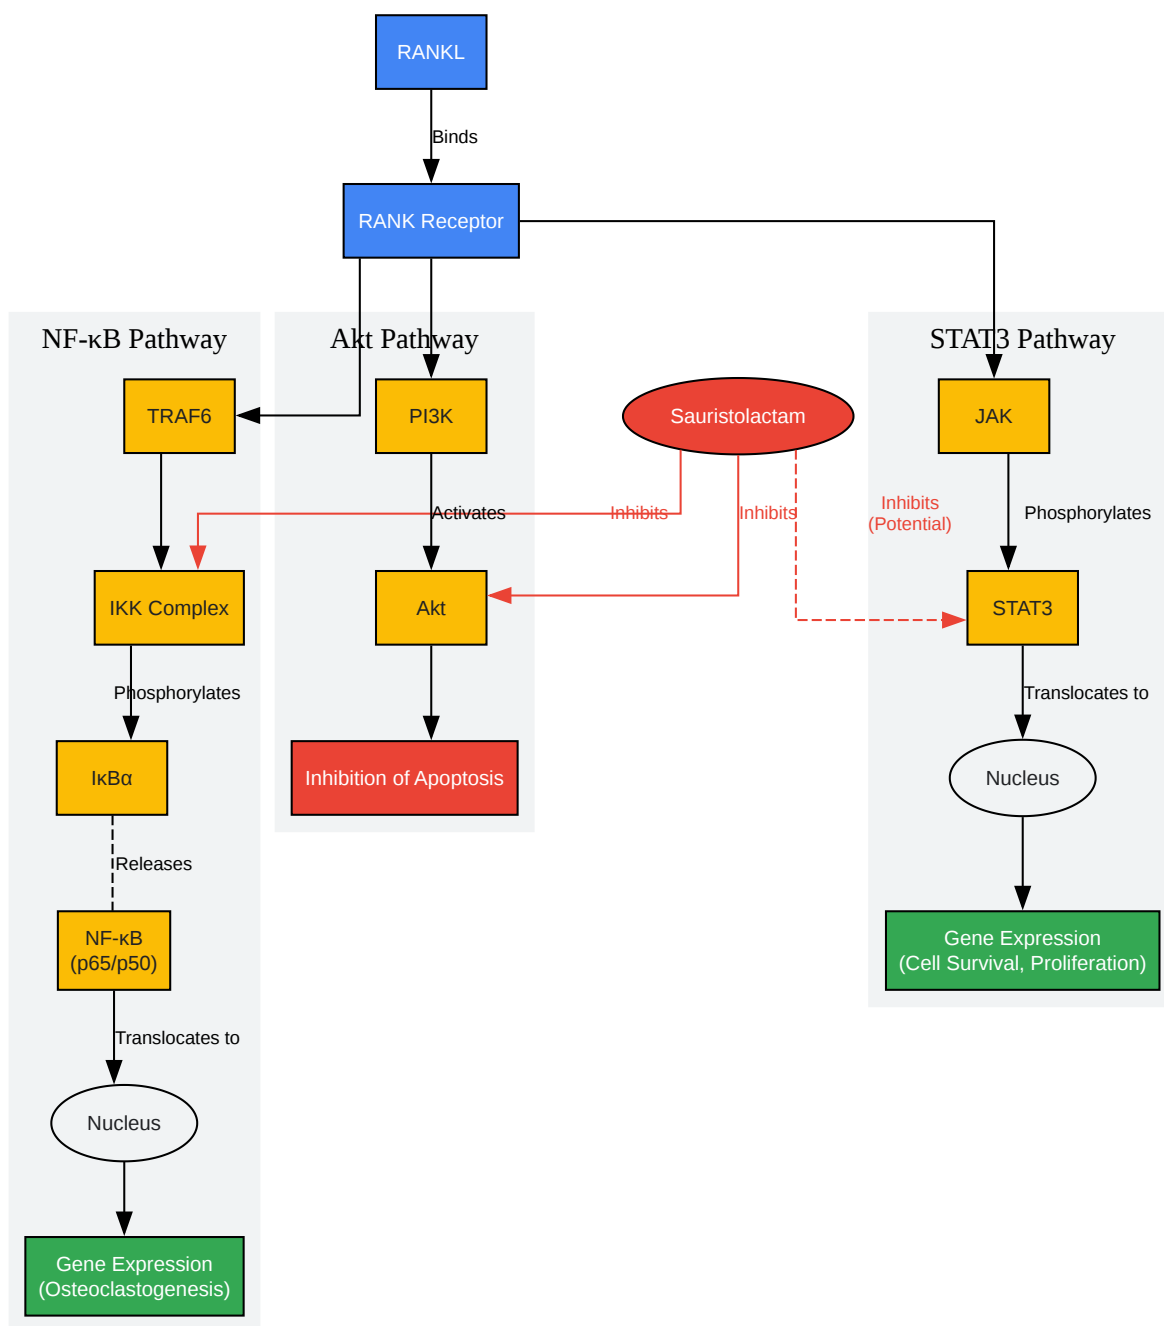 RANKL
Binds
RANK Receptor
NF-κB Pathway
Akt Pathway
STAT3 Pathway
TRAF6
PI3K
Sauristolactam
JAK
Activates
Inhibits
Inhibits
Inhibits
(Potential)
Phosphorylates
IKK Complex
Akt
STAT3
Phosphorylates
Translocates to
IκBα
Inhibition of Apoptosis
Nucleus
Releases
NF-κB
(p65/p50)
Gene Expression
(Cell Survival, Proliferation)
Translocates to
Nucleus
Gene Expression
(Osteoclastogenesis)